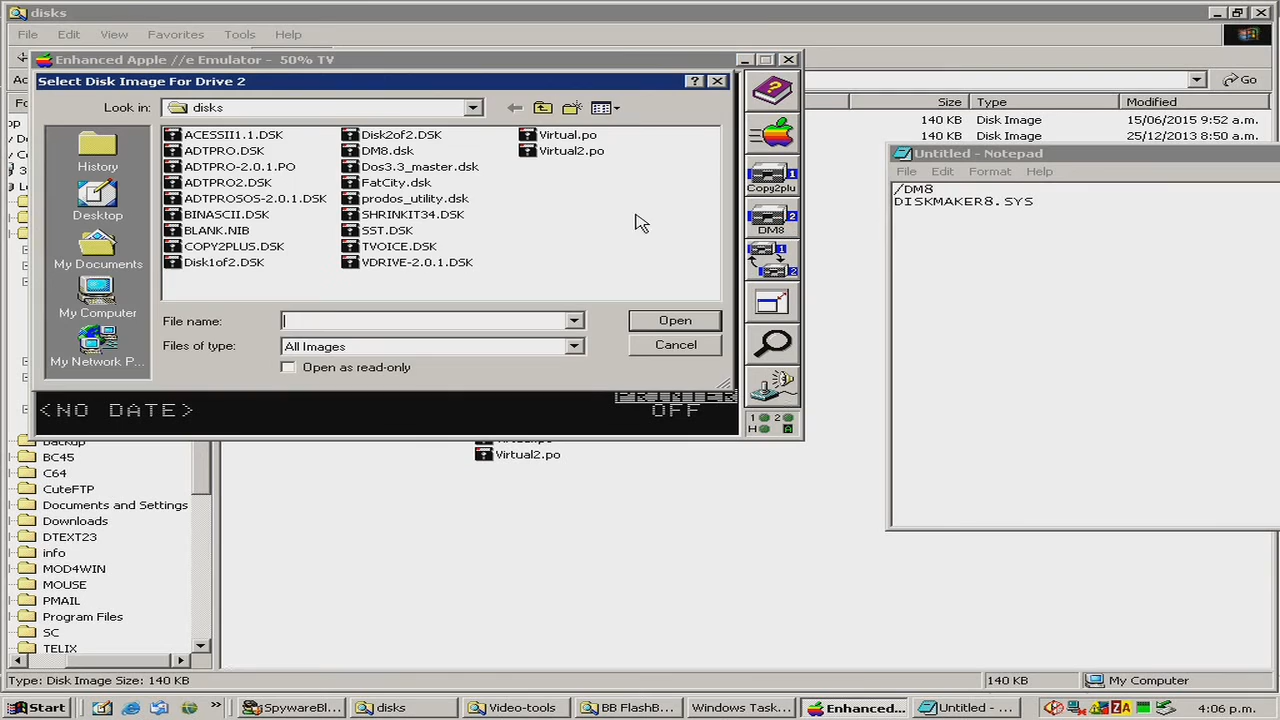 disks
File Edit View Favorites Tools Help
Enhanced Apple //e Emulator - 50% TV
Select Disk Image For Drive 2
Look in: disks
Go
Size Type Modified
140 KB Disk Image 15/06/2015 9:52 a.m.
140 KB Disk Image 25/12/2013 8:50 a.m.
ACESSII1.1.DSK
ADTPRO.DSK
ADTPRO-2.0.1.PO
ADTPRO2.DSK
ADTPROSOS-2.0.1.DSK
BINASCII.DSK
BLANK.NIB
COPY2PLUS.DSK
Disk1of2.DSK
Disk2of2.DSK
DM8.dsk
Dos3.3_master.dsk
FatCity.dsk
prodos_utility.dsk
SHRINKIT34.DSK
SST.DSK
TVOICE.DSK
VDRIVE-2.0.1.DSK
Virtual.po
Virtual2.po
History
Desktop
My Documents
My Computer
My Network P...
File name: Open
Files of type: All Images Cancel
Open as read-only
Copy2plu
DM8
1 2
H A
<NO DATE>
PRINTER
OFF
Untitled - Notepad
File Edit Format Help
/DM8
DISKMAKER8.SYS
Virtual2.po
Backup
BC45
C64
CuteFTP
Documents and Settings
Downloads
DTEXT23
info
MOD4WIN
MOUSE
PMAIL
Program Files
SC
TELIX
Type: Disk Image Size: 140 KB 140 KB My Computer
Start SpywareBl... disks Video-tools BB FlashB... Windows Task... Enhanced... Untitled - ... 4:06 p.m.